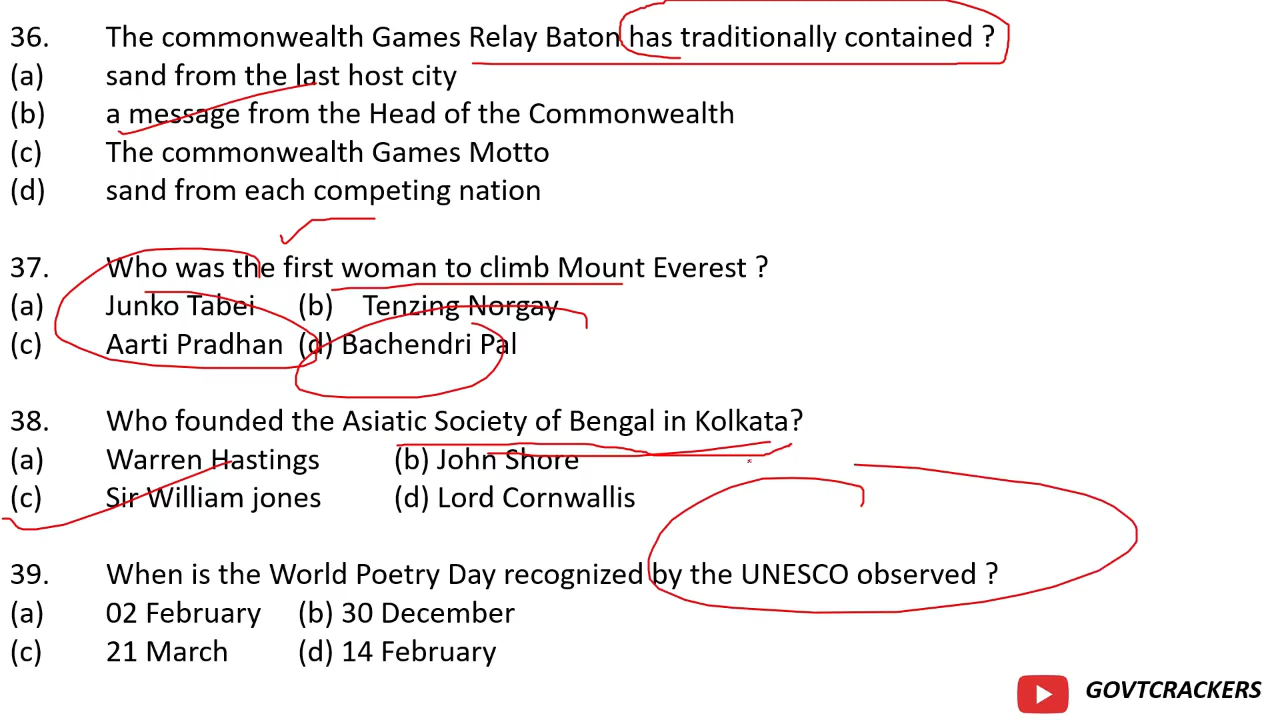 36. The commonwealth Games Relay Baton has traditionally contained ?
(a) sand from the last host city
(b) a message from the Head of the Commonwealth
(c) The commonwealth Games Motto
(d) sand from each competing nation
37. Who was the first woman to climb Mount Everest ?
(a) Junko Tabei (b) Tenzing Norgay
(c) Aarti Pradhan (d) Bachendri Pal
38. Who founded the Asiatic Society of Bengal in Kolkata?
(a) Warren Hastings (b) John Shore
(c) Sir William jones (d) Lord Cornwallis
39. When is the World Poetry Day recognized by the UNESCO observed ?
(a) 02 February (b) 30 December
(c) 21 March (d) 14 February
GOVTCRACKERS